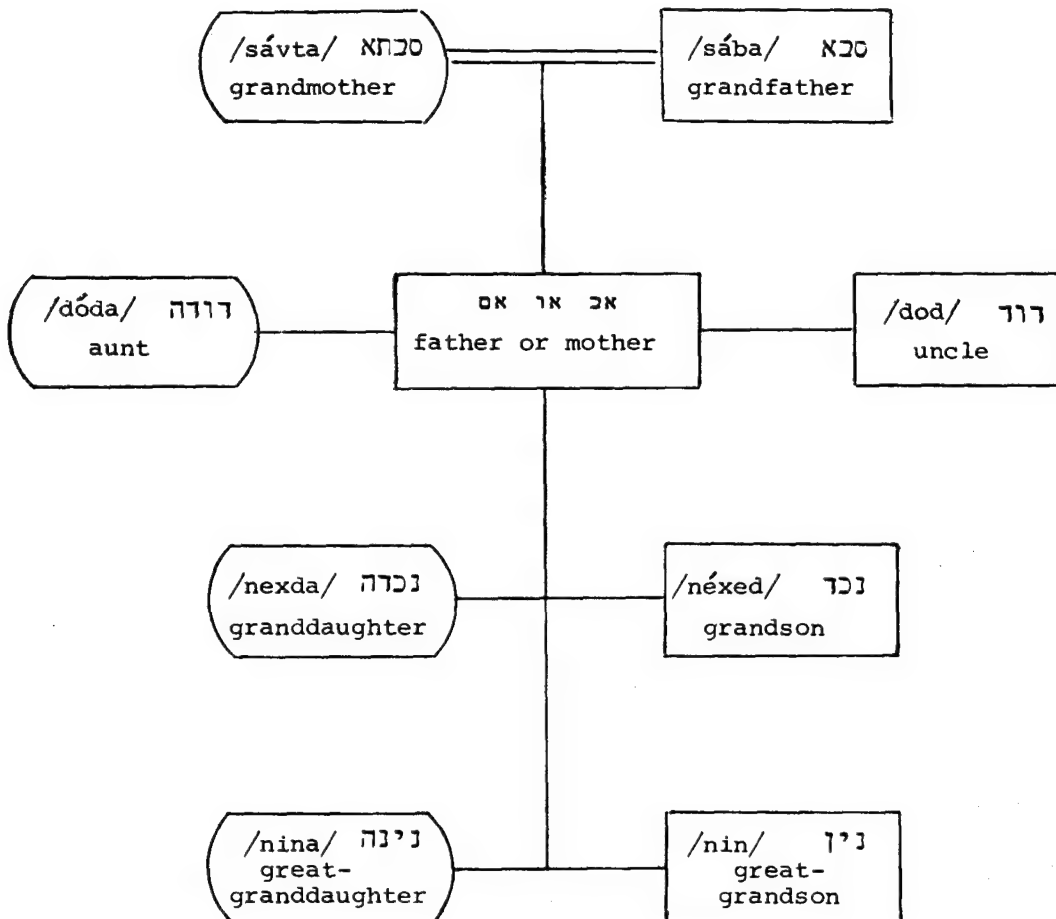 /sávta/ סבתא
grandmother
/sába/ סבא
grandfather
/dóda/ דודה
aunt
אב או אם
father or mother
/dod/ דוד
uncle
/nexda/ נכדה
granddaughter
/néxed/ נכד
grandson
/nina/ נינה
great-
granddaughter
/nin/ נין
great-
grandson